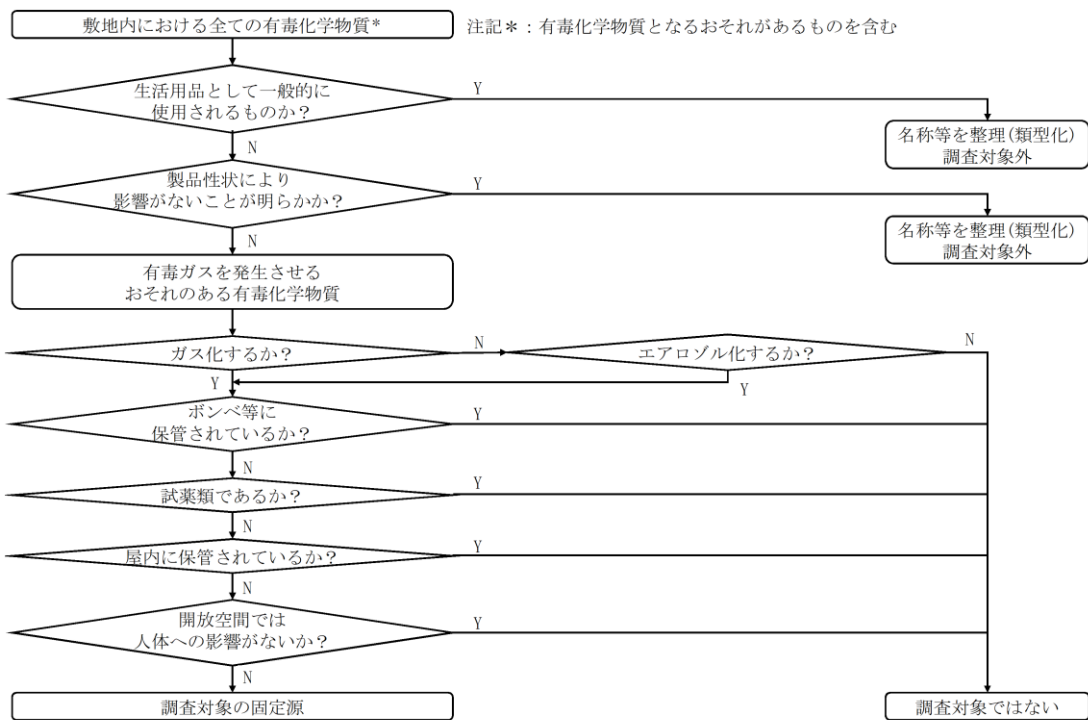 敷地内における全ての有毒化学物質*
注記＊：有毒化学物質となるおそれがあるものを含む
生活用品として一般的に
使用されるものか？
Y
名称等を整理(類型化)
調査対象外
N
製品性状により
影響がないことが明らかか？
Y
名称等を整理(類型化)
調査対象外
N
有毒ガスを発生させる
おそれのある有毒化学物質
ガス化するか？
N
エアロゾル化するか？
N
Y
Y
ボンベ等に
保管されているか？
Y
N
試薬類であるか？
Y
N
屋内に保管されているか？
Y
N
開放空間では
人体への影響がないか？
Y
N
調査対象の固定源
調査対象ではない